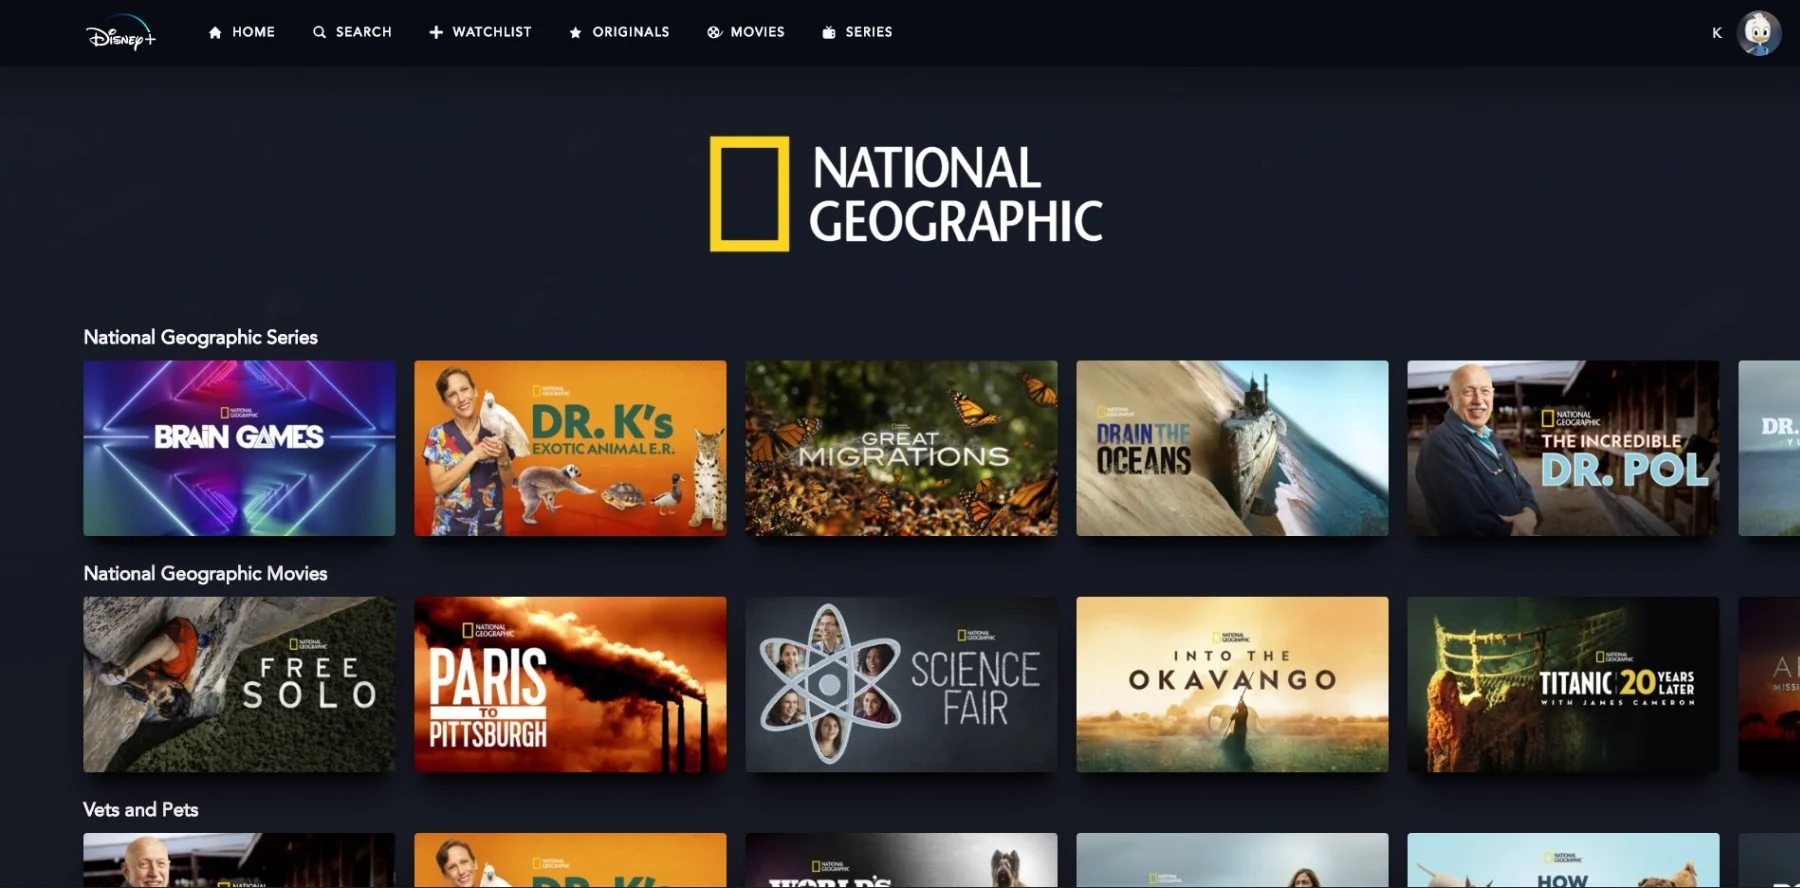 Disney+
HOME
SEARCH
WATCHLIST
ORIGINALS
MOVIES
SERIES
K
NATIONAL
GEOGRAPHIC
National Geographic Series
NATIONAL
GEOGRAPHIC
BRAiN GAMES
NATIONAL
GEOGRAPHIC
DR. K's
EXOTIC ANIMAL E.R.
GREAT
MIGRATIONS
NATIONAL
GEOGRAPHIC
DRAIN THE
OCEANS
NATIONAL
GEOGRAPHIC
THE INCREDIBLE
DR. POL
DR.
National Geographic Movies
NATIONAL
GEOGRAPHIC
FREE
SOLO
NATIONAL
GEOGRAPHIC
PARIS
TO
PITTSBURGH
NATIONAL
GEOGRAPHIC
SCIENCE
FAIR
NATIONAL
GEOGRAPHIC
INTO THE
OKAVANGO
NATIONAL
GEOGRAPHIC
TITANIC 20 YEARS
LATER
WITH JAMES CAMERON
Vets and Pets
NATIONAL
NATIONAL
GEOGRAPHIC
DR. K's
NATIONAL
GEOGRAPHIC
WORLD'S
NATIONAL
GEOGRAPHIC
NATIONAL
GEOGRAPHIC
HOW